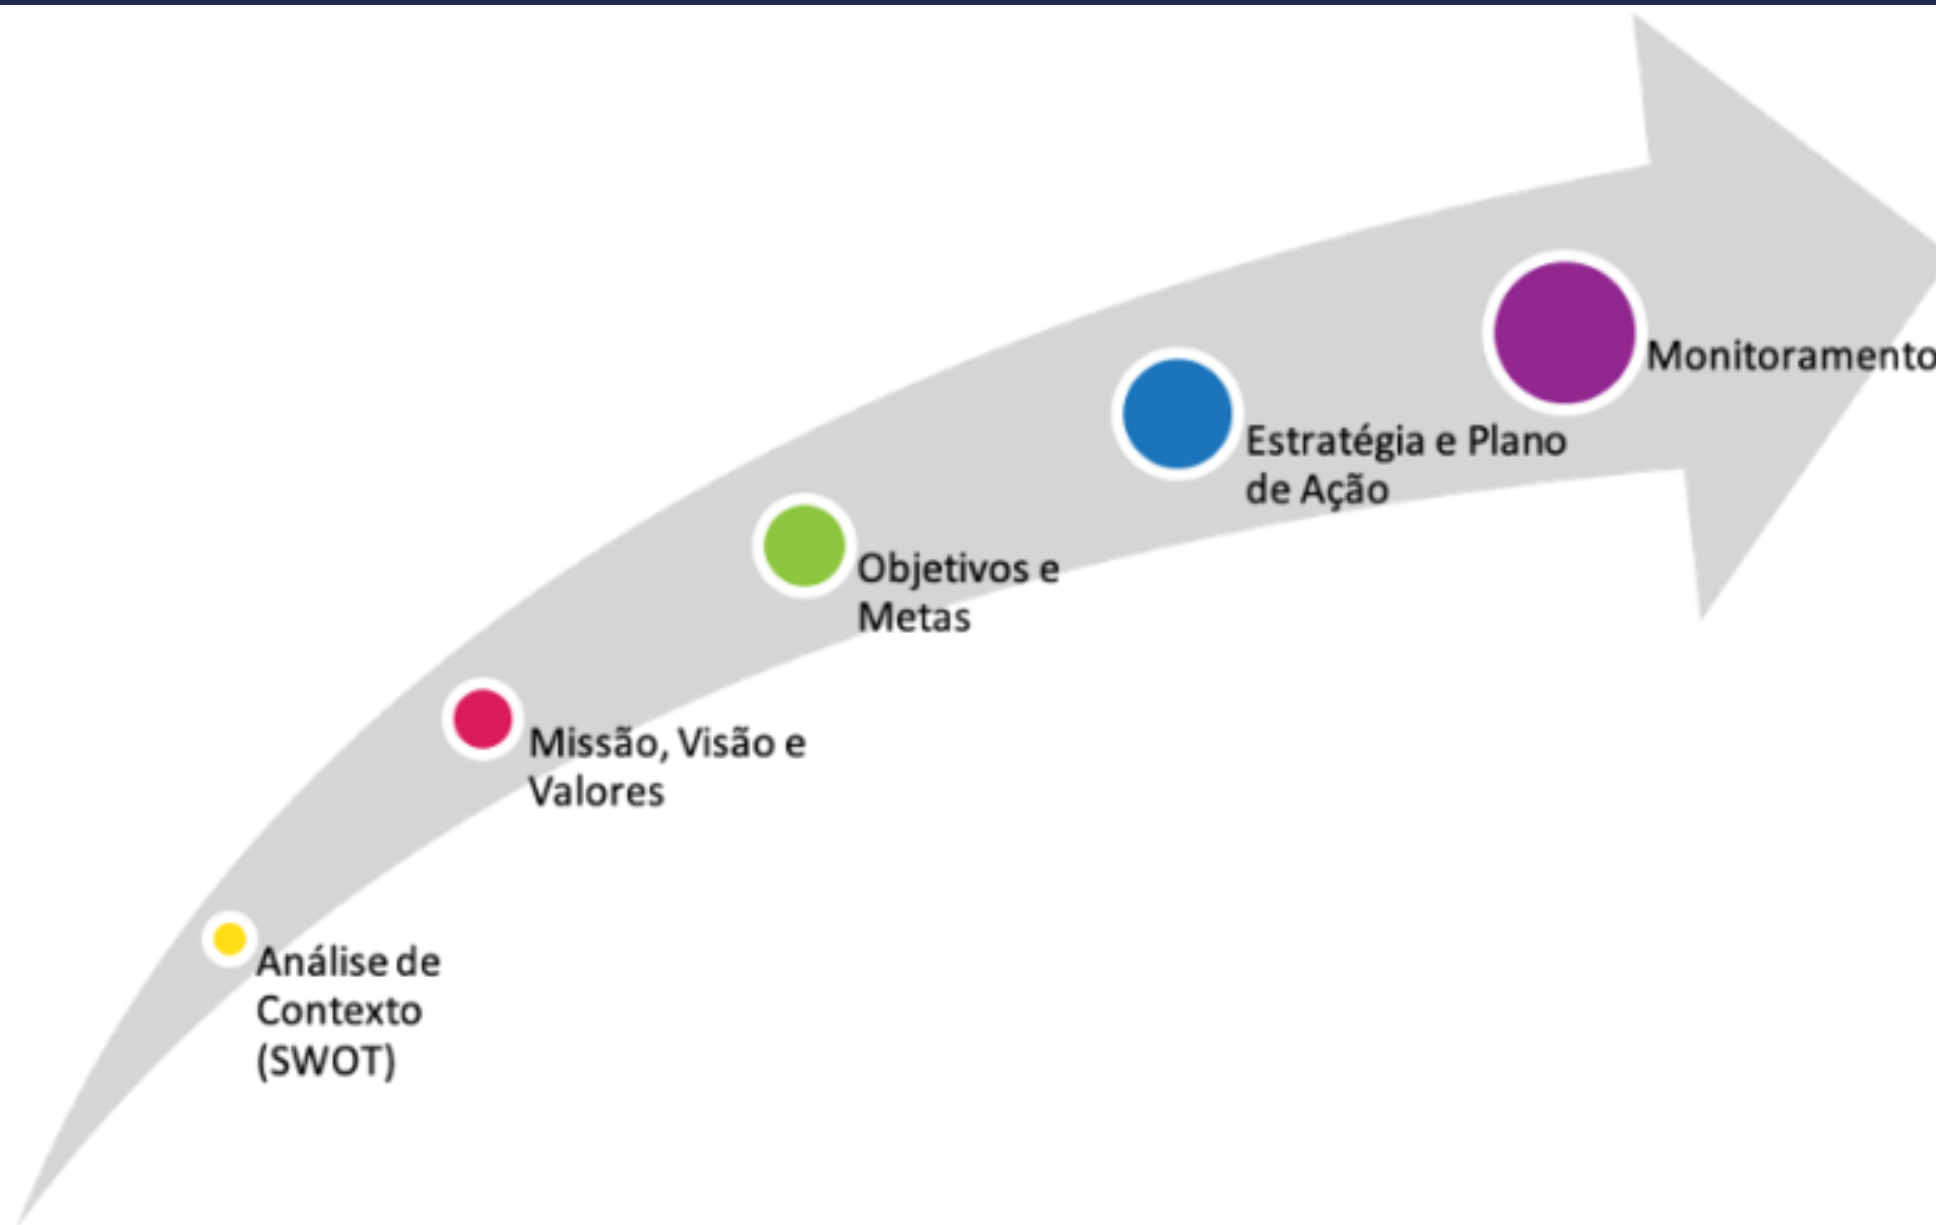 Análise de
Contexto
(SWOT)
Missão, Visão e
Valores
Objetivos e
Metas
Estratégia e Plano
de Ação
Monitoramento